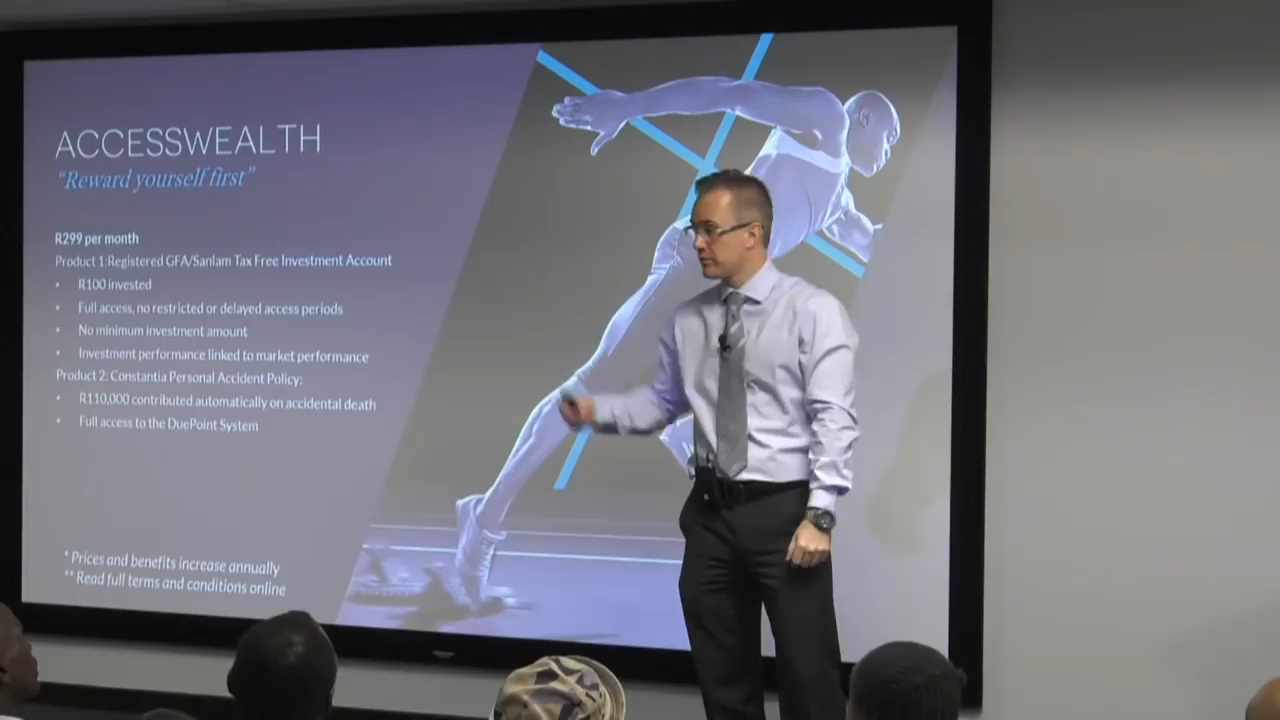 ACCESSWEALTH
“Reward yourself first”
R299 per month
Product 1:Registered GFA/Sanlam Tax Free Investment Account
• R100 invested
• Full access, no restricted or delayed access periods
• No minimum investment amount
• Investment performance linked to market performance
Product 2: Constantia Personal Accident Policy:
• R110,000 contributed automatically on accidental death
• Full access to the DuePoint System
* Prices and benefits increase annually
** Read full terms and conditions online